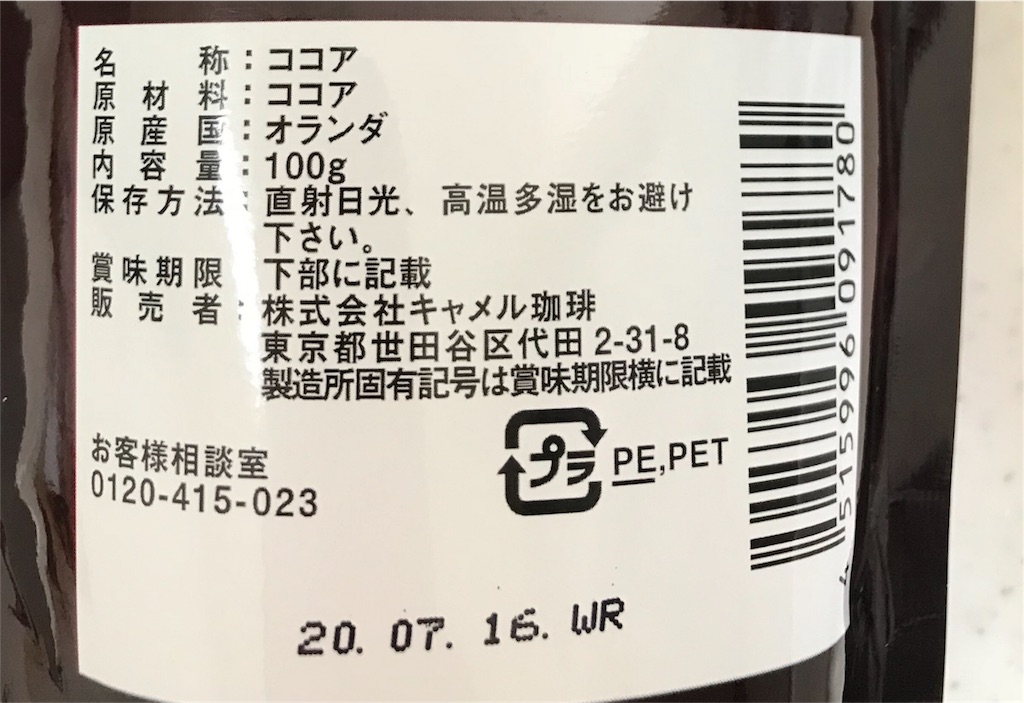 名称：ココア
原材料：ココア
原産国：オランダ
内容量：100g
保存方法：直射日光、高温多湿をお避け
下さい。
賞味期限：下部に記載
販売者：株式会社キャメル珈琲
東京都世田谷区代田 2-31-8
製造所固有記号は賞味期限横に記載
お客様相談室
0120-415-023
プラ PE,PET
20. 07. 16. WR
4 515996 091780